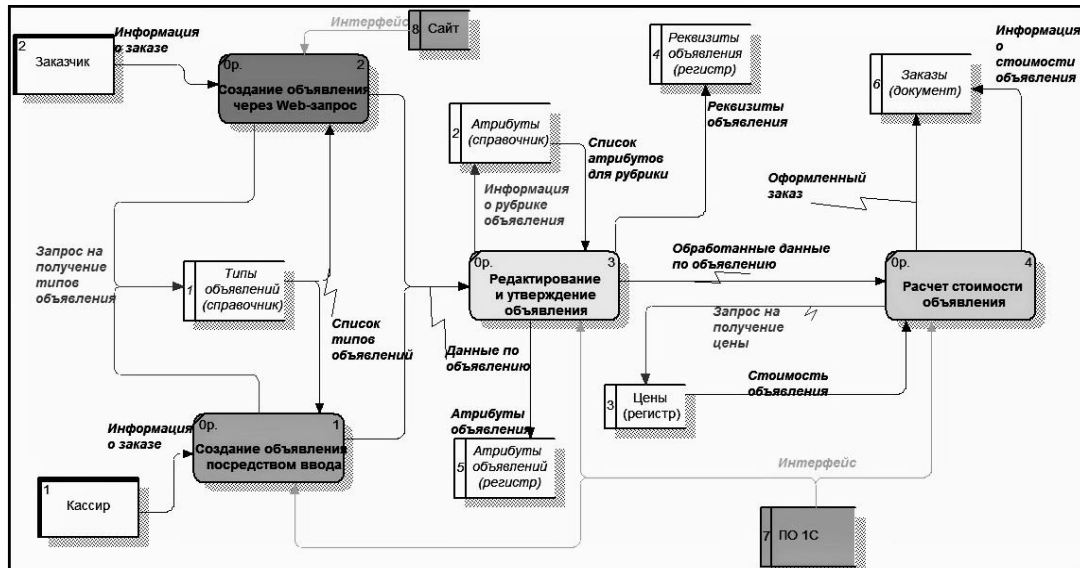 2
Заказчик
Информация
о заказе
0р.
2
Создание объявления
через Web-запрос
Интерфейс
8
Сайт
4
Реквизиты
объявления
(регистр)
Реквизиты
объявления
6
Заказы
(документ)
Информация
о
стоимости
объявления
2
Атрибуты
(справочник)
Список
атрибутов
для рубрики
Информация
о рубрике
объявления
Оформленный
заказ
Запрос на
получение
типов
объявления
1
Типы
объявлений
(справочник)
Список
типов
объявлений
0р.
3
Редактирование
и утверждение
объявления
Обработанные данные
по объявлению
0р.
4
Расчет стоимости
объявления
Данные по
объявлению
Запрос на
получение
цены
3
Цены
(регистр)
Стоимость
объявления
Информация
о заказе
0р.
1
Создание объявления
посредством ввода
Атрибуты
объявления
5
Атрибуты
объявлений
(регистр)
Интерфейс
1
Кассир
7
ПО 1С